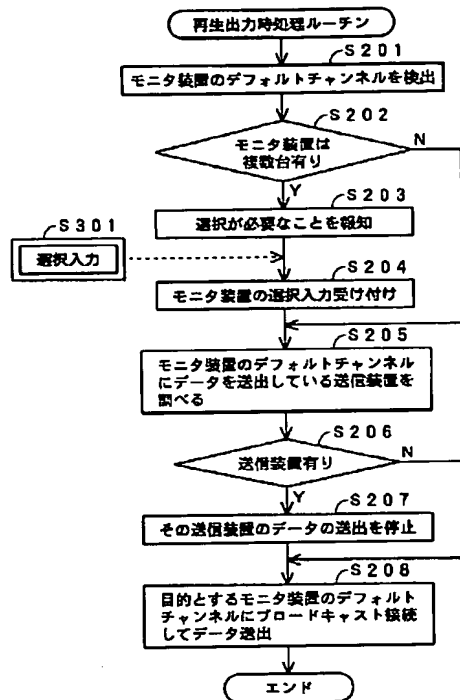 再生出力時処理ルーチン
S201
モニタ装置のデフォルトチャンネルを検出
S202
モニタ装置は
複数台有り
N
Y
S203
選択が必要なことを報知
S301
選択入力
S204
モニタ装置の選択入力受け付け
S205
モニタ装置のデフォルトチャンネル
にデータを送出している送信装置を
調べる
S206
送信装置有り
N
Y
S207
その送信装置のデータの送出を停止
S208
目的とするモニタ装置のデフォルト
チャンネルにブロードキャスト接続
してデータ送出
エンド